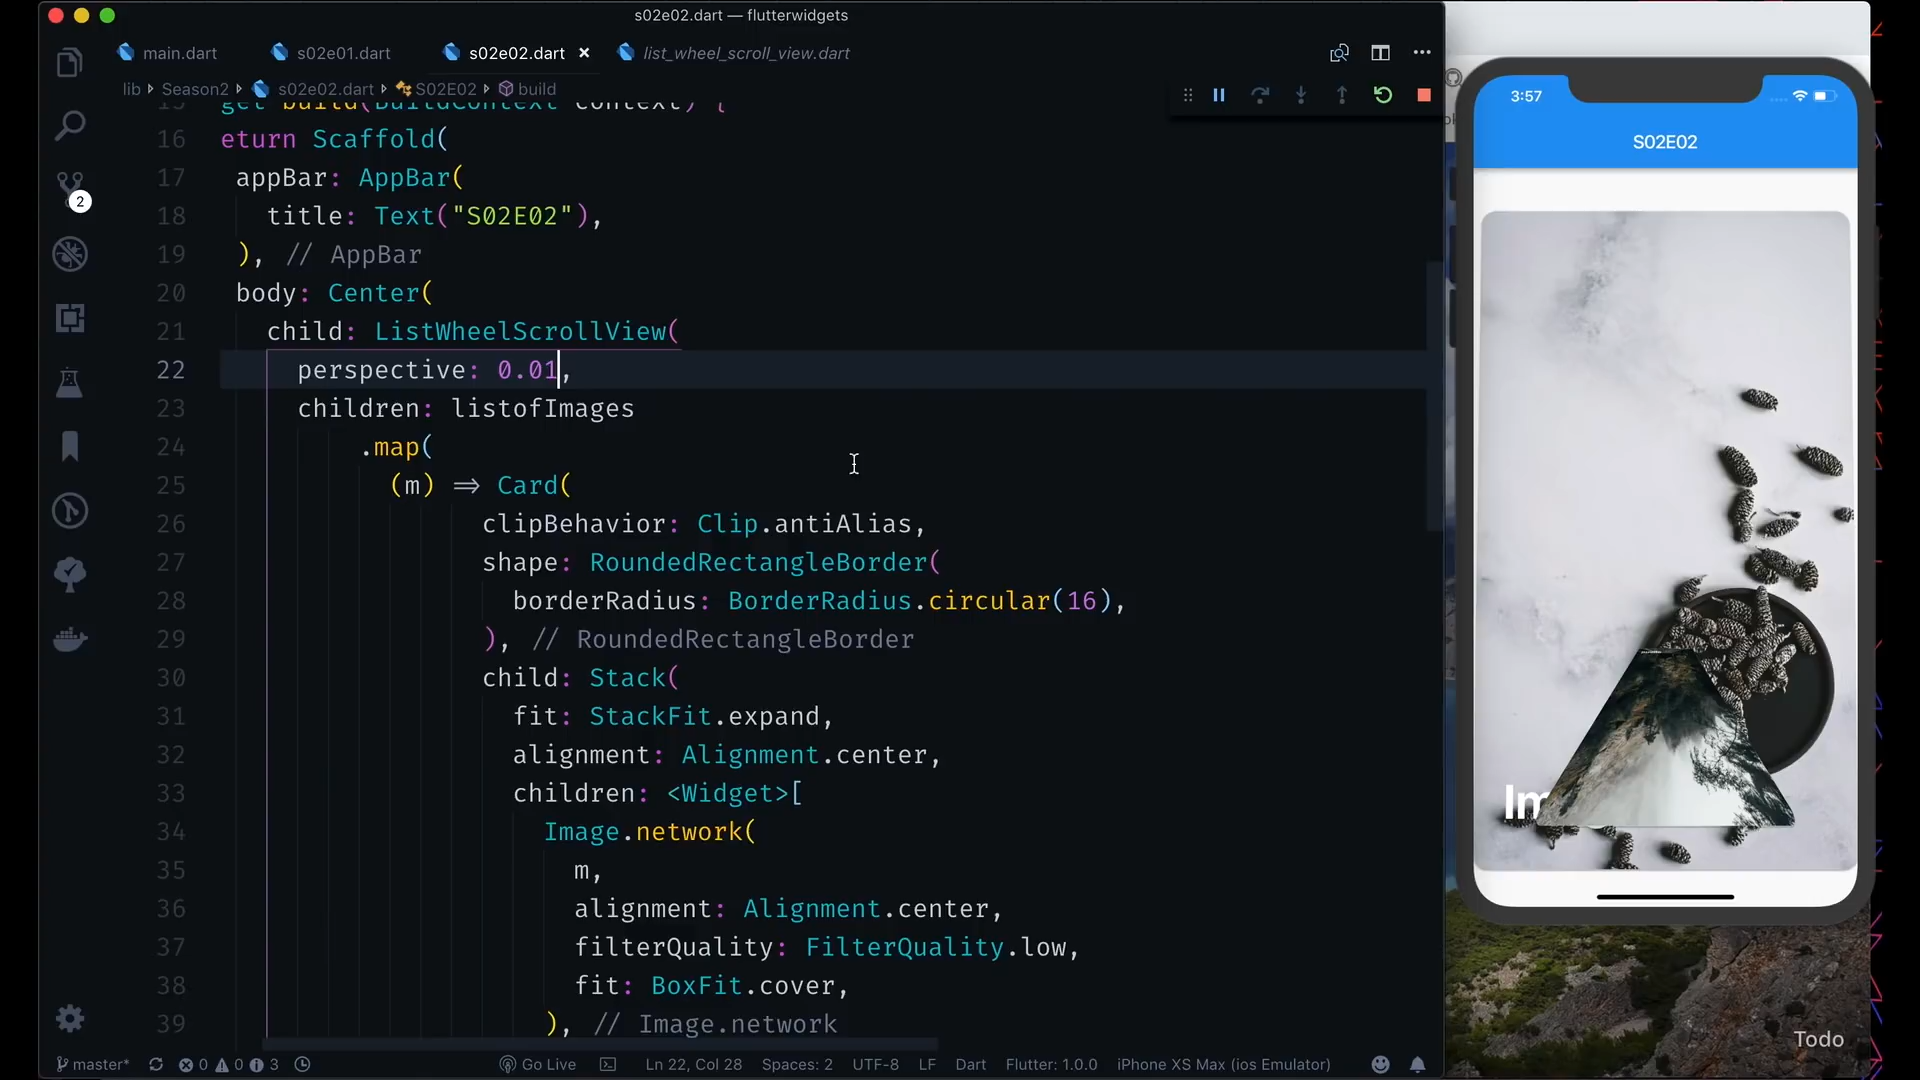 s02e02.dart — flutterwidgets
main.dart
s02e01.dart
s02e02.dart
list_wheel_scroll_view.dart
lib
Season2
s02e02.dart
S02E02
build
15 get build(BuildContext context) {
16 eturn Scaffold(
17 appBar: AppBar(
18 title: Text("S02E02"),
19 ), // AppBar
20 body: Center(
21 child: ListWheelScrollView(
22 perspective: 0.01,
23 children: listofImages
24 .map(
25 (m) => Card(
26 clipBehavior: Clip.antiAlias,
27 shape: RoundedRectangleBorder(
28 borderRadius: BorderRadius.circular(16),
29 ), // RoundedRectangleBorder
30 child: Stack(
31 fit: StackFit.expand,
32 alignment: Alignment.center,
33 children: <Widget>[
34 Image.network(
35 m,
36 alignment: Alignment.center,
37 filterQuality: FilterQuality.low,
38 fit: BoxFit.cover,
39 ), // Image.network
2
master*
0
0
3
Go Live
Ln 22, Col 28
Spaces: 2
UTF-8
LF
Dart
Flutter: 1.0.0
iPhone XS Max (ios Emulator)
3:57
S02E02
Im
Todo